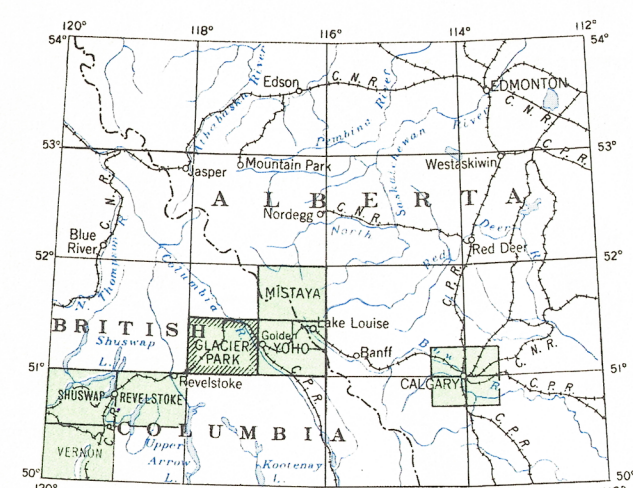 120° 118° 116° 114° 112°
54° 54°
Edson
C. N. R.
EDMONTON
Athabaska River
River
C. N. R.
Pembina
Saskatchewan River
53° 53°
C. P. R.
Jasper
Mountain Park
Westaskiwin
C. N. R.
ALBERTA
Nordegg
C. N. R.
North
Deer
R.
Blue
River
Red Deer
Red
52° 52°
N. Thompson R.
Columbia
R.
C. P. R.
MISTAYA
BRITISH
Lake Louise
Golden
YOHO
GLACIER
PARK
Shuswap
L.
Banff
B
C. N. R.
51° 51°
Revelstoke
C. P. R.
CALGARY
R.
C. P. R.
SHUSWAP
REVELSTOKE
C. P. R.
C. P. R.
COLUMBIA
VERNON
Upper
Arrow
L.
Kootenay
L.
50° 50°
120°